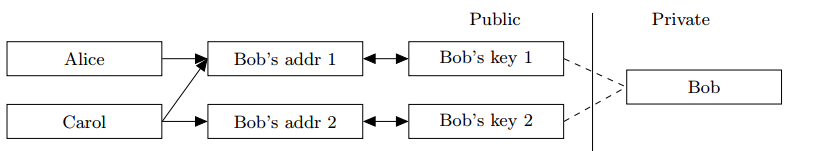 Public Private
Alice Bob's addr 1 Bob's key 1
Bob
Carol Bob's addr 2 Bob's key 2